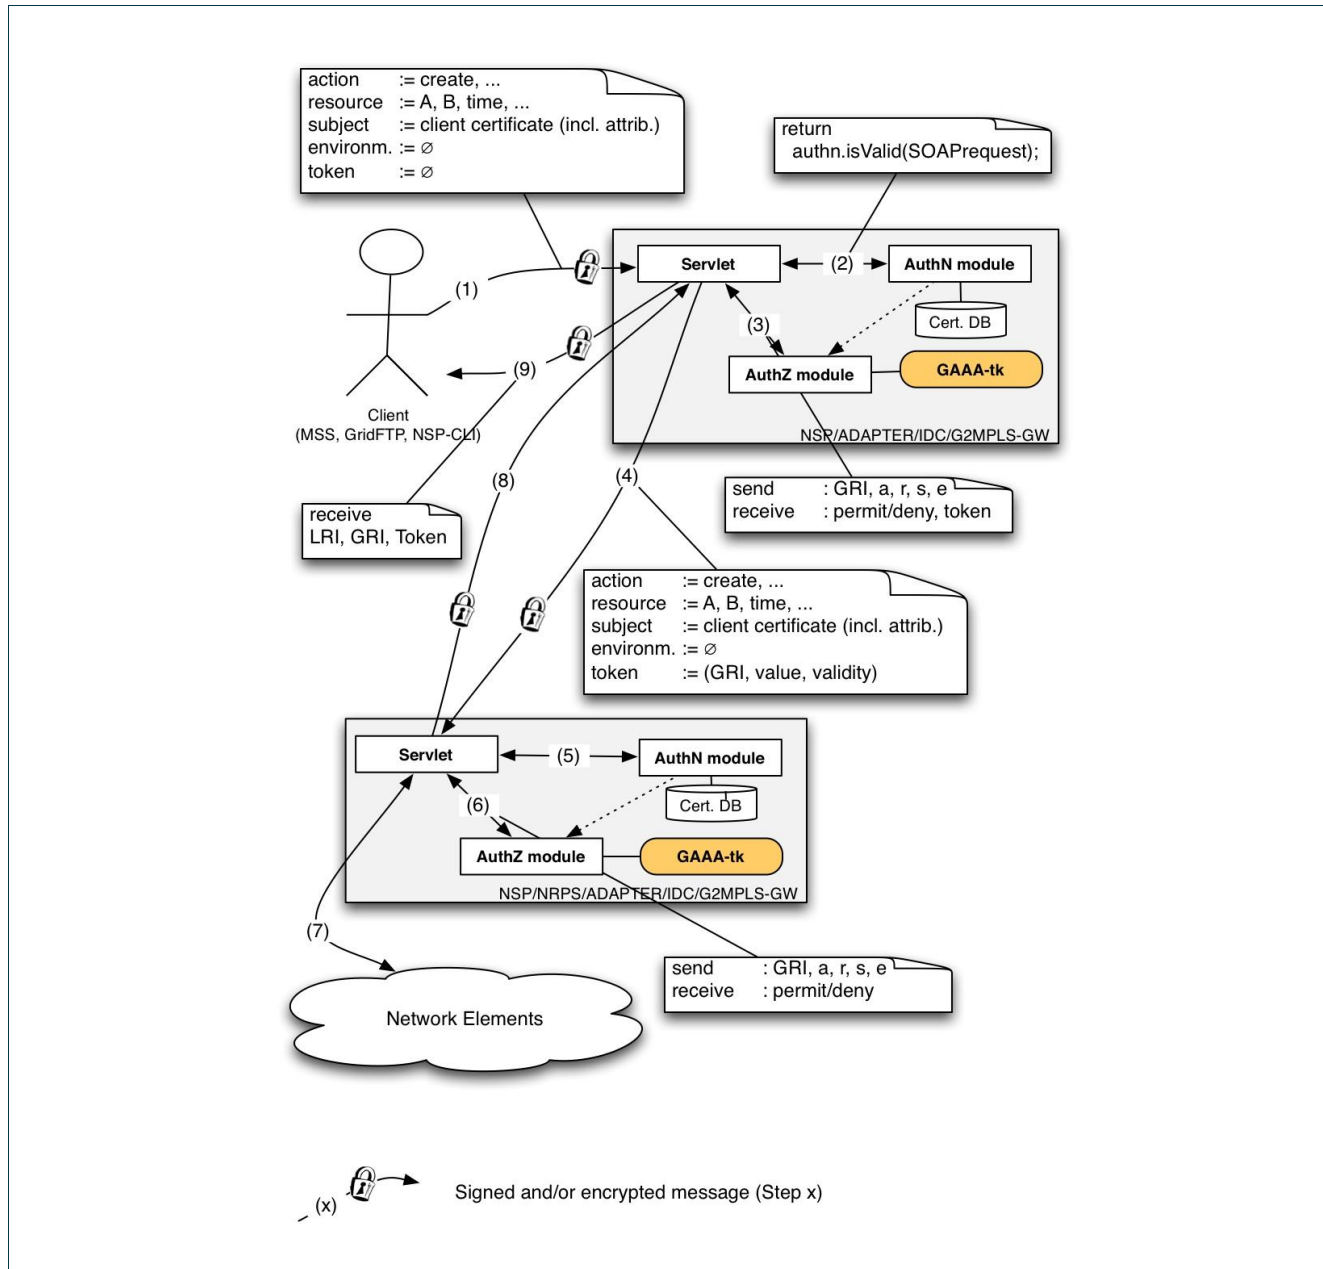 action := create, ...
resource := A, B, time, ...
subject := client certificate (incl. attrib.)
environm. := ∅
token := ∅
return
authn.isValid(SOAPrequest);
Servlet
(2)
AuthN module
(1)
Cert. DB
(3)
(9)
AuthZ module
GAAA-tk
Client
(MSS, GridFTP, NSP-CLI)
NSP/ADAPTER/IDC/G2MPLS-GW
(8)
(4)
send : GRI, a, r, s, e
receive : permit/deny, token
receive
LRI, GRI, Token
action := create, ...
resource := A, B, time, ...
subject := client certificate (incl. attrib.)
environm. := ∅
token := (GRI, value, validity)
Servlet
(5)
AuthN module
(6)
Cert. DB
AuthZ module
GAAA-tk
NSP/NRPS/ADAPTER/IDC/G2MPLS-GW
(7)
send : GRI, a, r, s, e
receive : permit/deny
Network Elements
(x)
Signed and/or encrypted message (Step x)